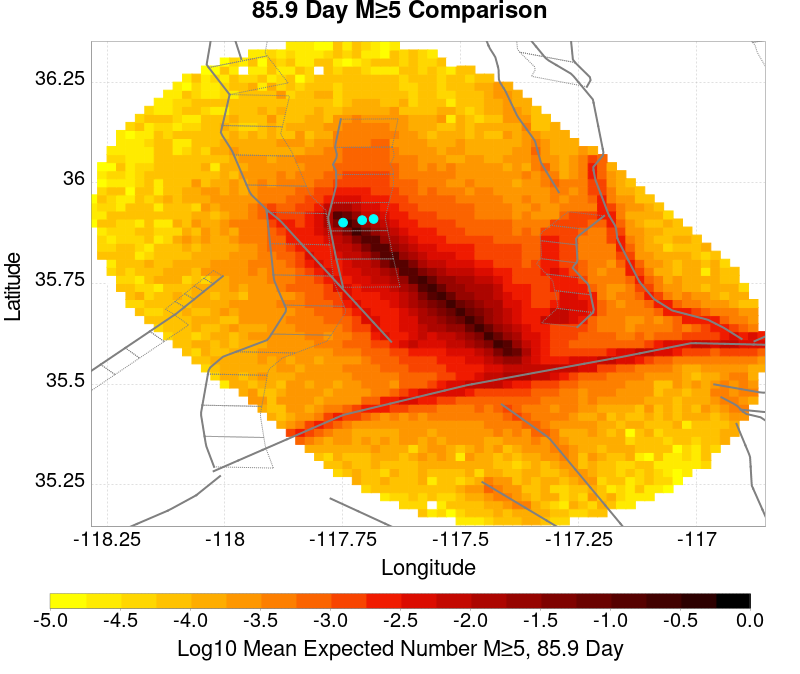 85.9 Day M≥5 Comparison
36.25
36
35.75
35.5
35.25
Latitude
-118.25 -118 -117.75 -117.5 -117.25 -117
Longitude
-5.0 -4.5 -4.0 -3.5 -3.0 -2.5 -2.0 -1.5 -1.0 -0.5 0.0
Log10 Mean Expected Number M≥5, 85.9 Day